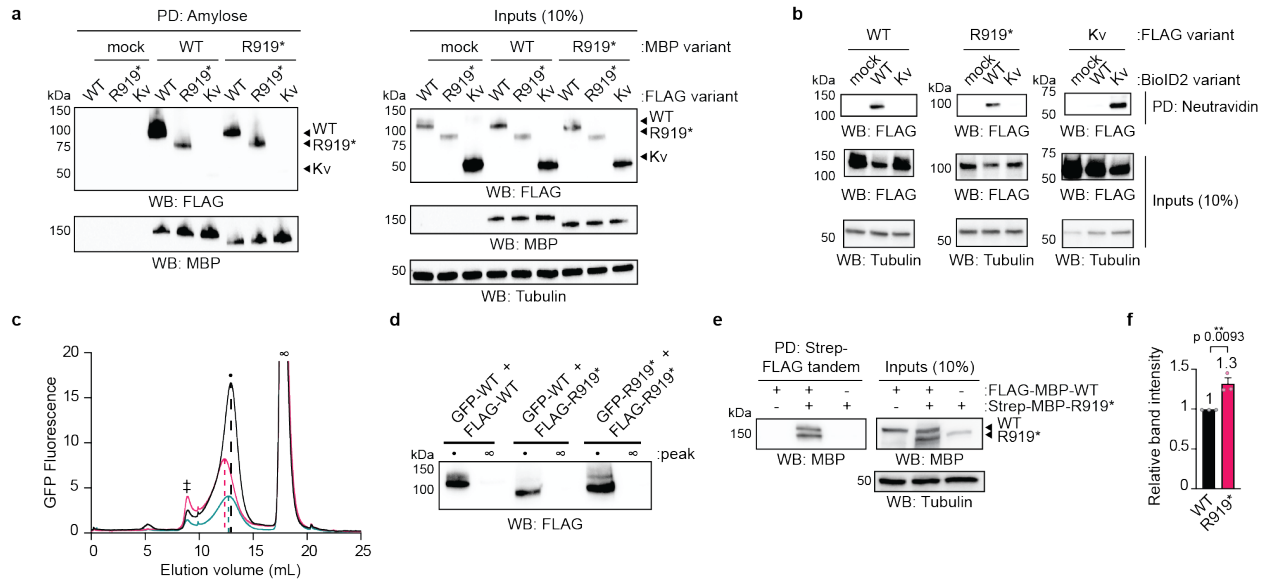 a
PD: Amylose
mock WT R919*
WT R919* Kv WT R919* Kv WT R919* Kv
kDa
150
100
75
50
WT
R919*
Kv
WB: FLAG
150
WB: MBP
Inputs (10%)
mock WT R919* :MBP variant
WT R919* Kv WT R919* Kv WT R919* Kv :FLAG variant
kDa
150
100
75
50
WT
R919*
Kv
WB: FLAG
150
WB: MBP
50
WB: Tubulin
b
WT R919* Kv :FLAG variant
mock WT Kv mock WT Kv mock WT Kv :BioID2 variant
kDa kDa kDa
150 100 75
100 50
PD: Neutravidin
WB: FLAG WB: FLAG WB: FLAG
150 100 75
100 50
WB: FLAG WB: FLAG WB: FLAG
Inputs (10%)
50 50 50
WB: Tubulin WB: Tubulin WB: Tubulin
c
GFP Fluorescence
20
15
10
5
0
‡
•
∞
0 5 10 15 20 25
Elution volume (mL)
d
GFP-WT +
FLAG-WT
GFP-WT +
FLAG-R919*
GFP-R919* +
FLAG-R919*
kDa • ∞ • ∞ • ∞ :peak
150
100
WB: FLAG
e
PD: Strep-
FLAG tandem
Inputs (10%)
+ + - + + - :FLAG-MBP-WT
- + + - + + :Strep-MBP-R919*
kDa
150
WT
R919*
WB: MBP WB: MBP
50
WB: Tubulin
f
**
p 0.0093
Relative band intensity
1.5
1
0.5
0
1 1.3
WT
R919*